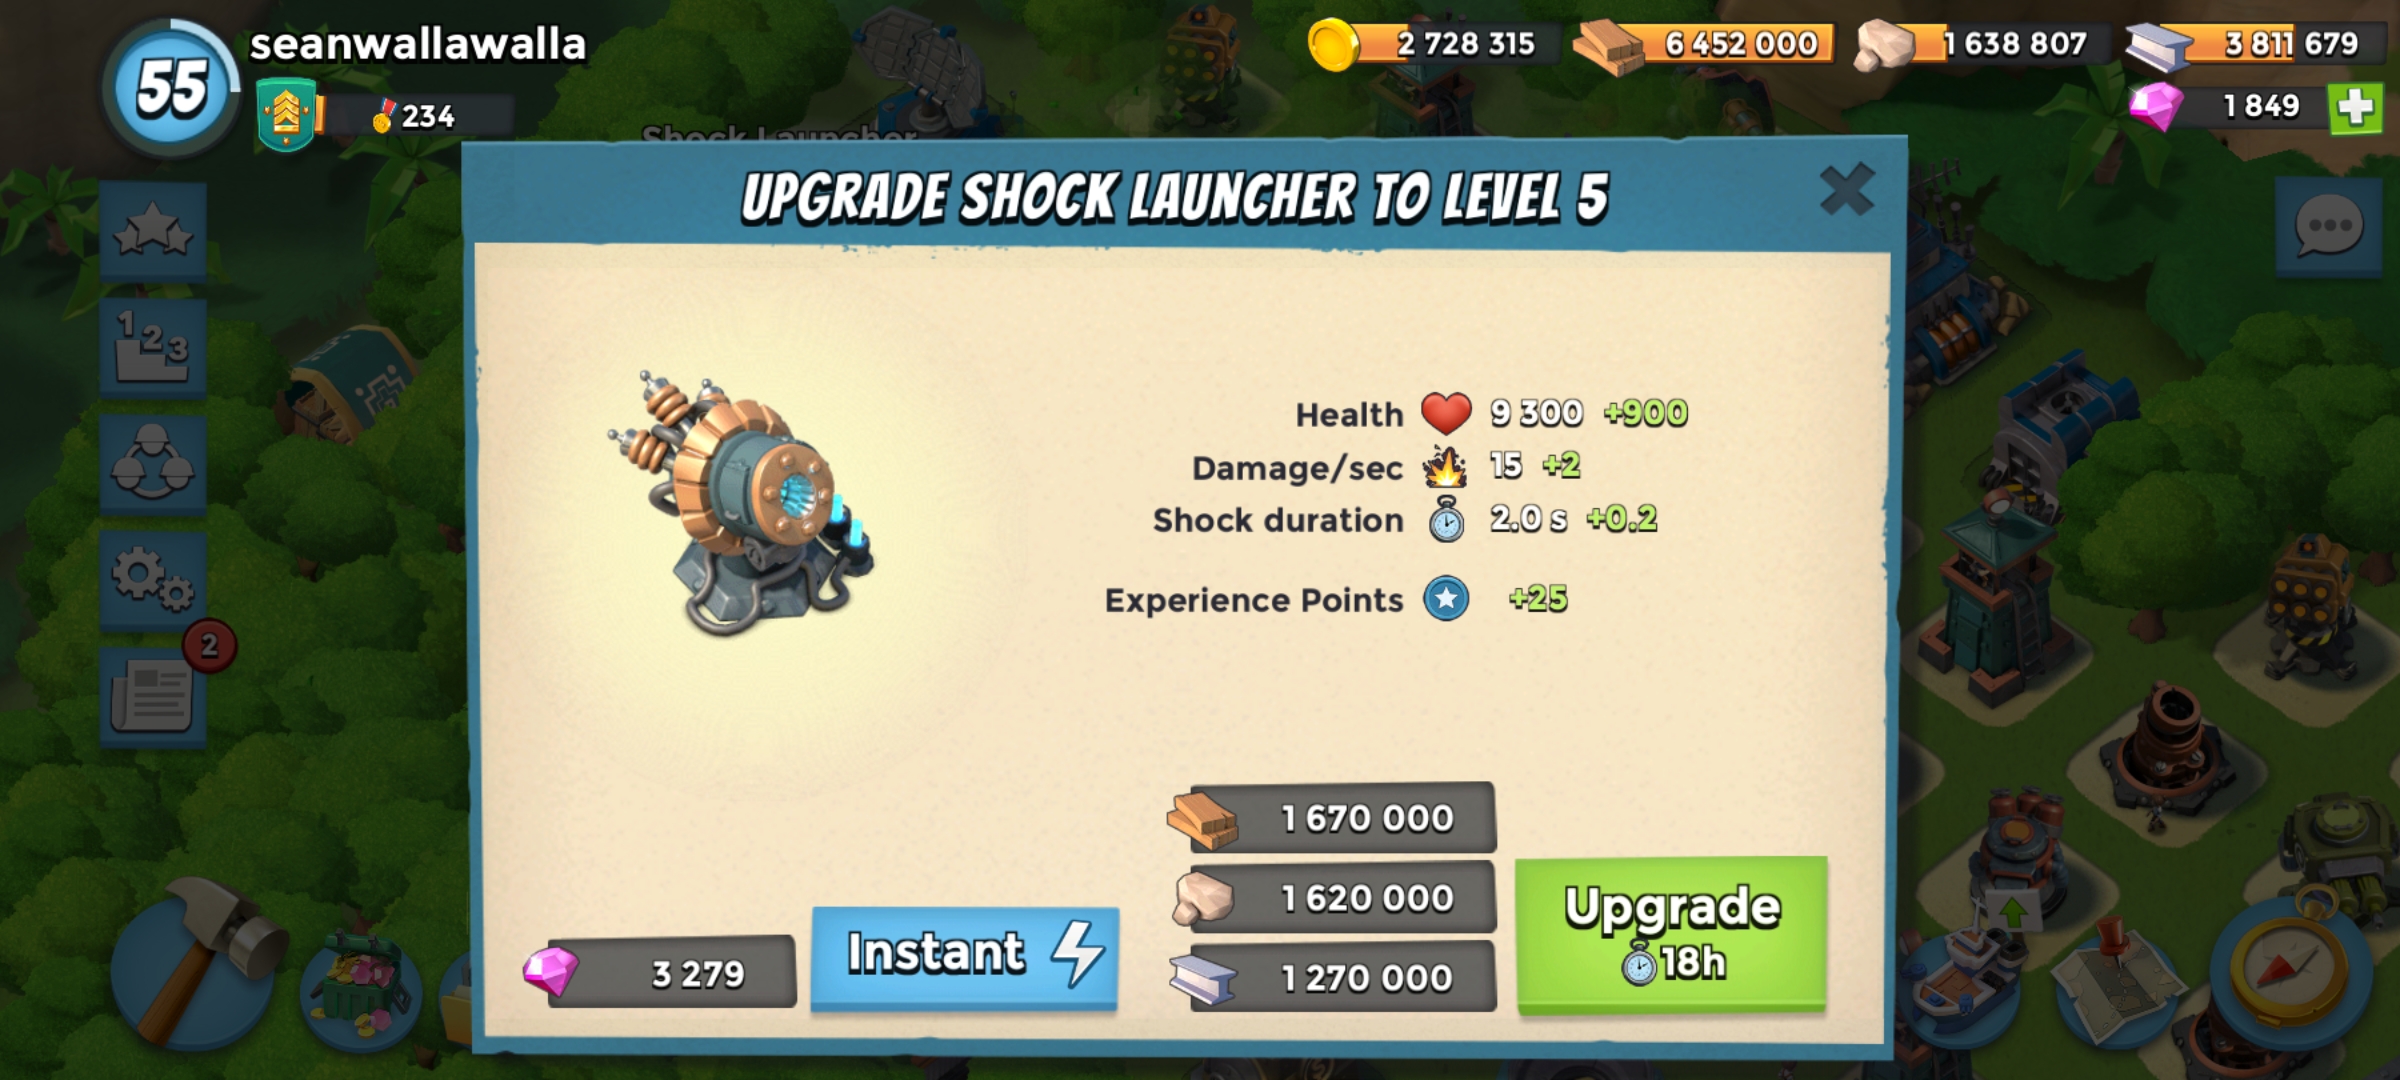 55
seanwallawalla
234
2 728 315
6 452 000
1 638 807
3 811 679
1 849
Shock Launcher
UPGRADE SHOCK LAUNCHER TO LEVEL 5
1 2 3
2
Health 9 300 +900
Damage/sec 15 +2
Shock duration 2.0 s +0.2
Experience Points +25
3 279
Instant
1 670 000
1 620 000
1 270 000
Upgrade
18h